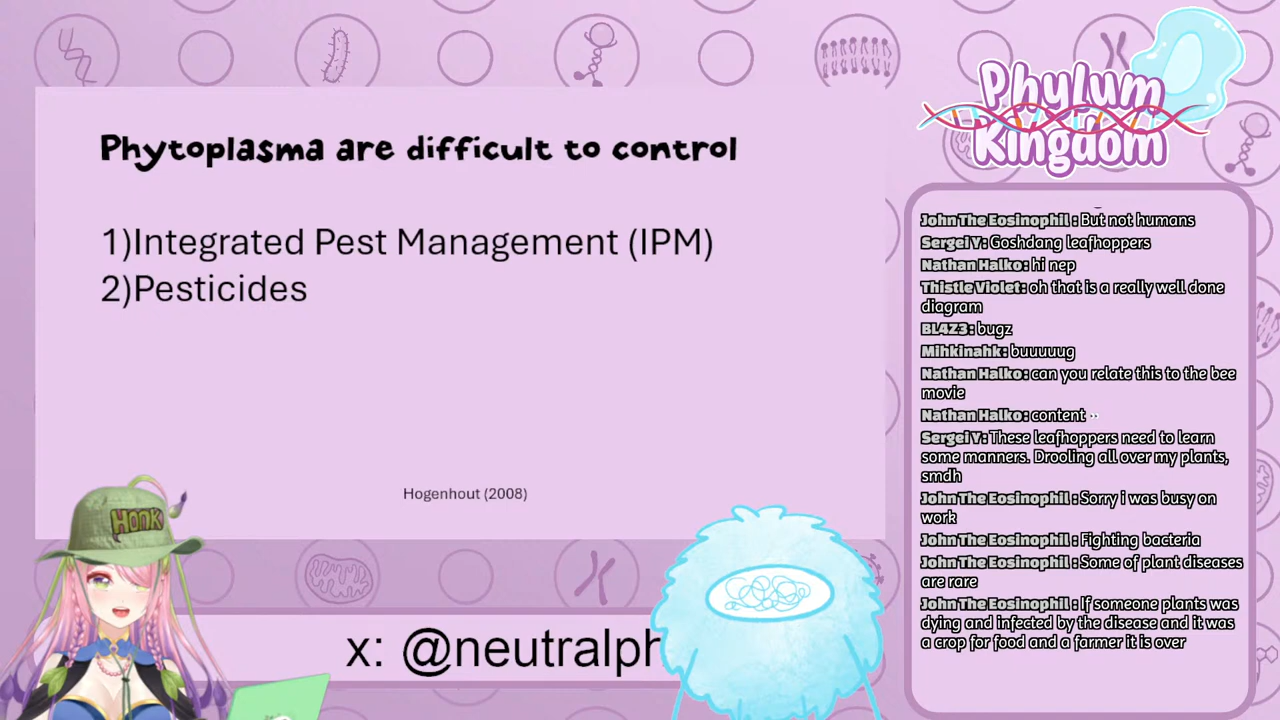 Phytoplasma are difficult to control
1)Integrated Pest Management (IPM)
2)Pesticides
Hogenhout (2008)
HONK
x: @neutralph
Phylum
Kingdom
JohnTheEosinophil : But not humans
SergeiY: Goshdang leafhoppers
Nathan Halko: hi nep
ThistleViolet: oh that is a really well done
diagram
BL4Z3: bugz
Mihkinahk: buuuuug
Nathan Halko: can you relate this to the bee
movie
Nathan Halko: content
SergeiY: These leafhoppers need to learn
some manners. Drooling all over my plants,
smdh
JohnTheEosinophil : Sorry i was busy on
work
JohnTheEosinophil : Fighting bacteria
JohnTheEosinophil : Some of plant diseases
are rare
JohnTheEosinophil : If someone plants was
dying and infected by the disease and it was
a crop for food and a farmer it is over